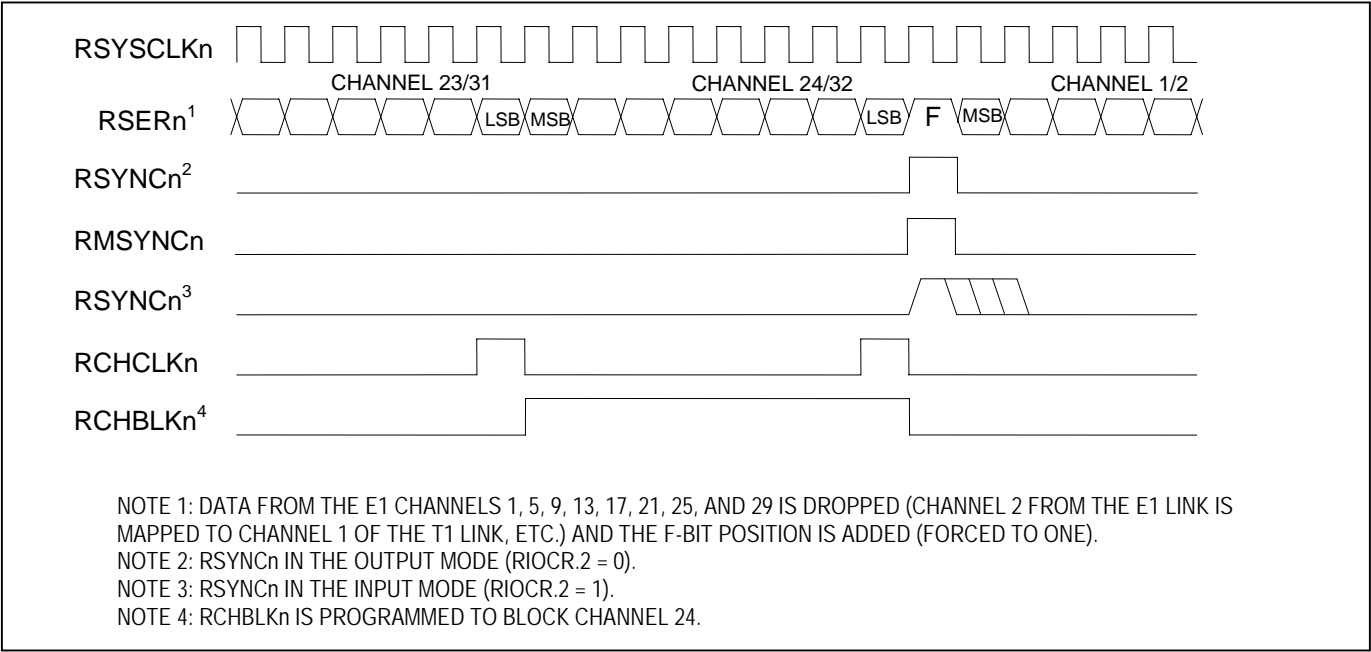 RSYSCLKn
CHANNEL 23/31 CHANNEL 24/32 CHANNEL 1/2
RSERn¹ LSB MSB LSB F MSB
RSYNCn²
RMSYNCn
RSYNCn³
RCHCLKn
RCHBLKn⁴
NOTE 1: DATA FROM THE E1 CHANNELS 1, 5, 9, 13, 17, 21, 25, AND 29 IS DROPPED (CHANNEL 2 FROM THE E1 LINK IS
MAPPED TO CHANNEL 1 OF THE T1 LINK, ETC.) AND THE F-BIT POSITION IS ADDED (FORCED TO ONE).
NOTE 2: RSYNCn IN THE OUTPUT MODE (RIOCR.2 = 0).
NOTE 3: RSYNCn IN THE INPUT MODE (RIOCR.2 = 1).
NOTE 4: RCHBLKn IS PROGRAMMED TO BLOCK CHANNEL 24.